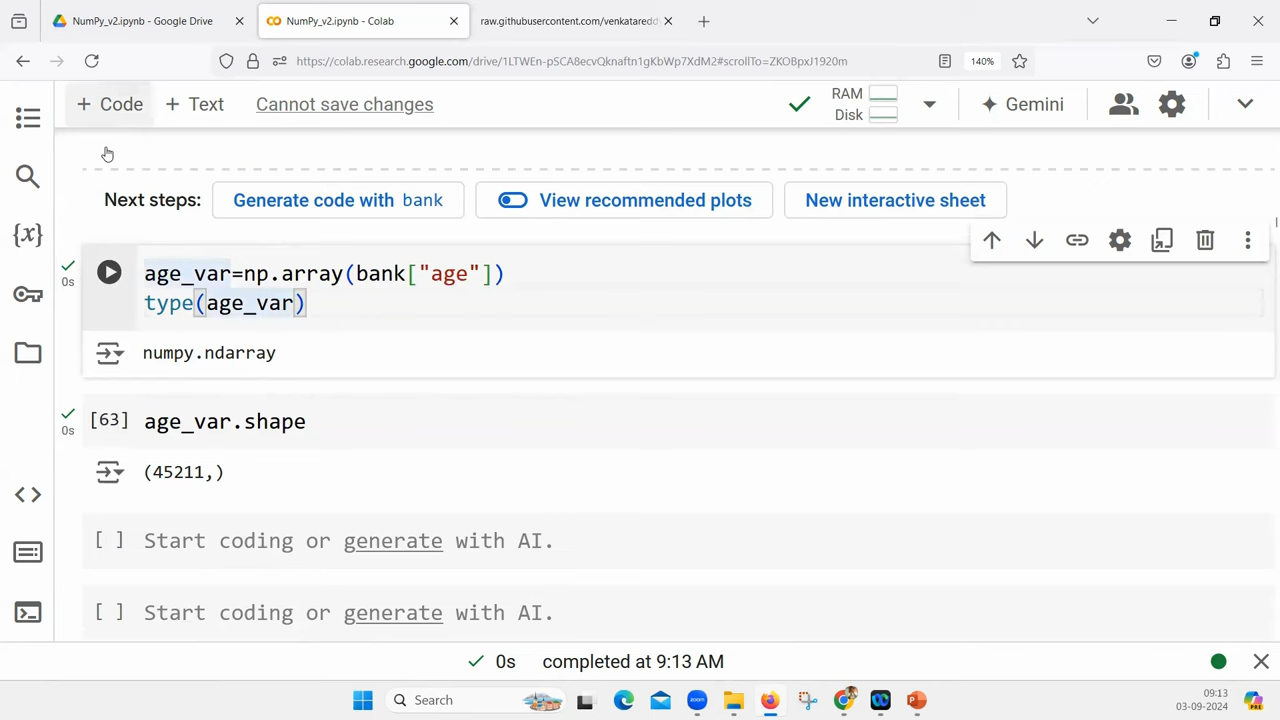 NumPy_v2.ipynb - Google Drive
NumPy_v2.ipynb - Colab
raw.githubusercontent.com/venkataredd
https://colab.research.google.com/drive/1LTWEn-pSCA8ecvQknaftn1gKbWp7XdM2#scrollTo=ZKOBpxJ1920m
140%
+ Code
+ Text
Cannot save changes
RAM
Disk
Gemini
Next steps:
Generate code with bank
View recommended plots
New interactive sheet
0s
age_var=np.array(bank["age"])
type(age_var)
numpy.ndarray
[63]
age_var.shape
0s
(45211,)
[ ] Start coding or generate with AI.
[ ] Start coding or generate with AI.
0s completed at 9:13 AM
Search
zoom
PRE
09:13
03-09-2024